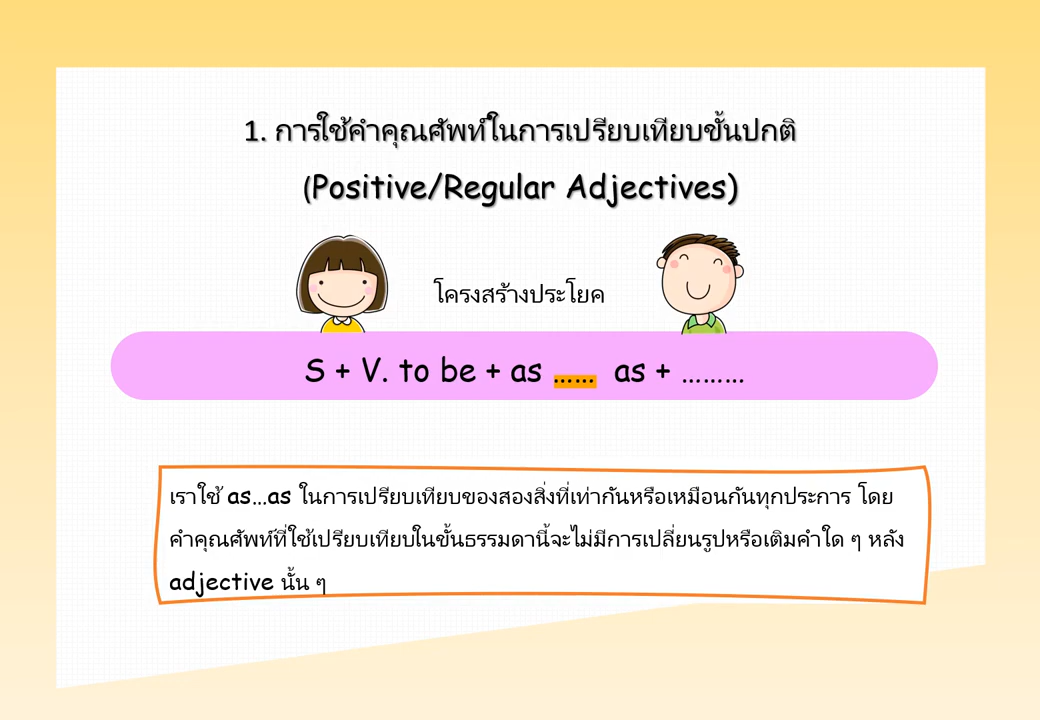 1. การใช้คำคุณศัพท์ในการเปรียบเทียบขั้นปกติ
(Positive/Regular Adjectives)
โครงสร้างประโยค
S + V. to be + as …… as + ………
เราใช้ as…as ในการเปรียบเทียบของสองสิ่งที่เท่ากันหรือเหมือนกันทุกประการ โดย
คำคุณศัพท์ที่ใช้เปรียบเทียบในขั้นธรรมดานี้จะไม่มีการเปลี่ยนรูปหรือเติมคำใด ๆ หลัง
adjective นั้น ๆ